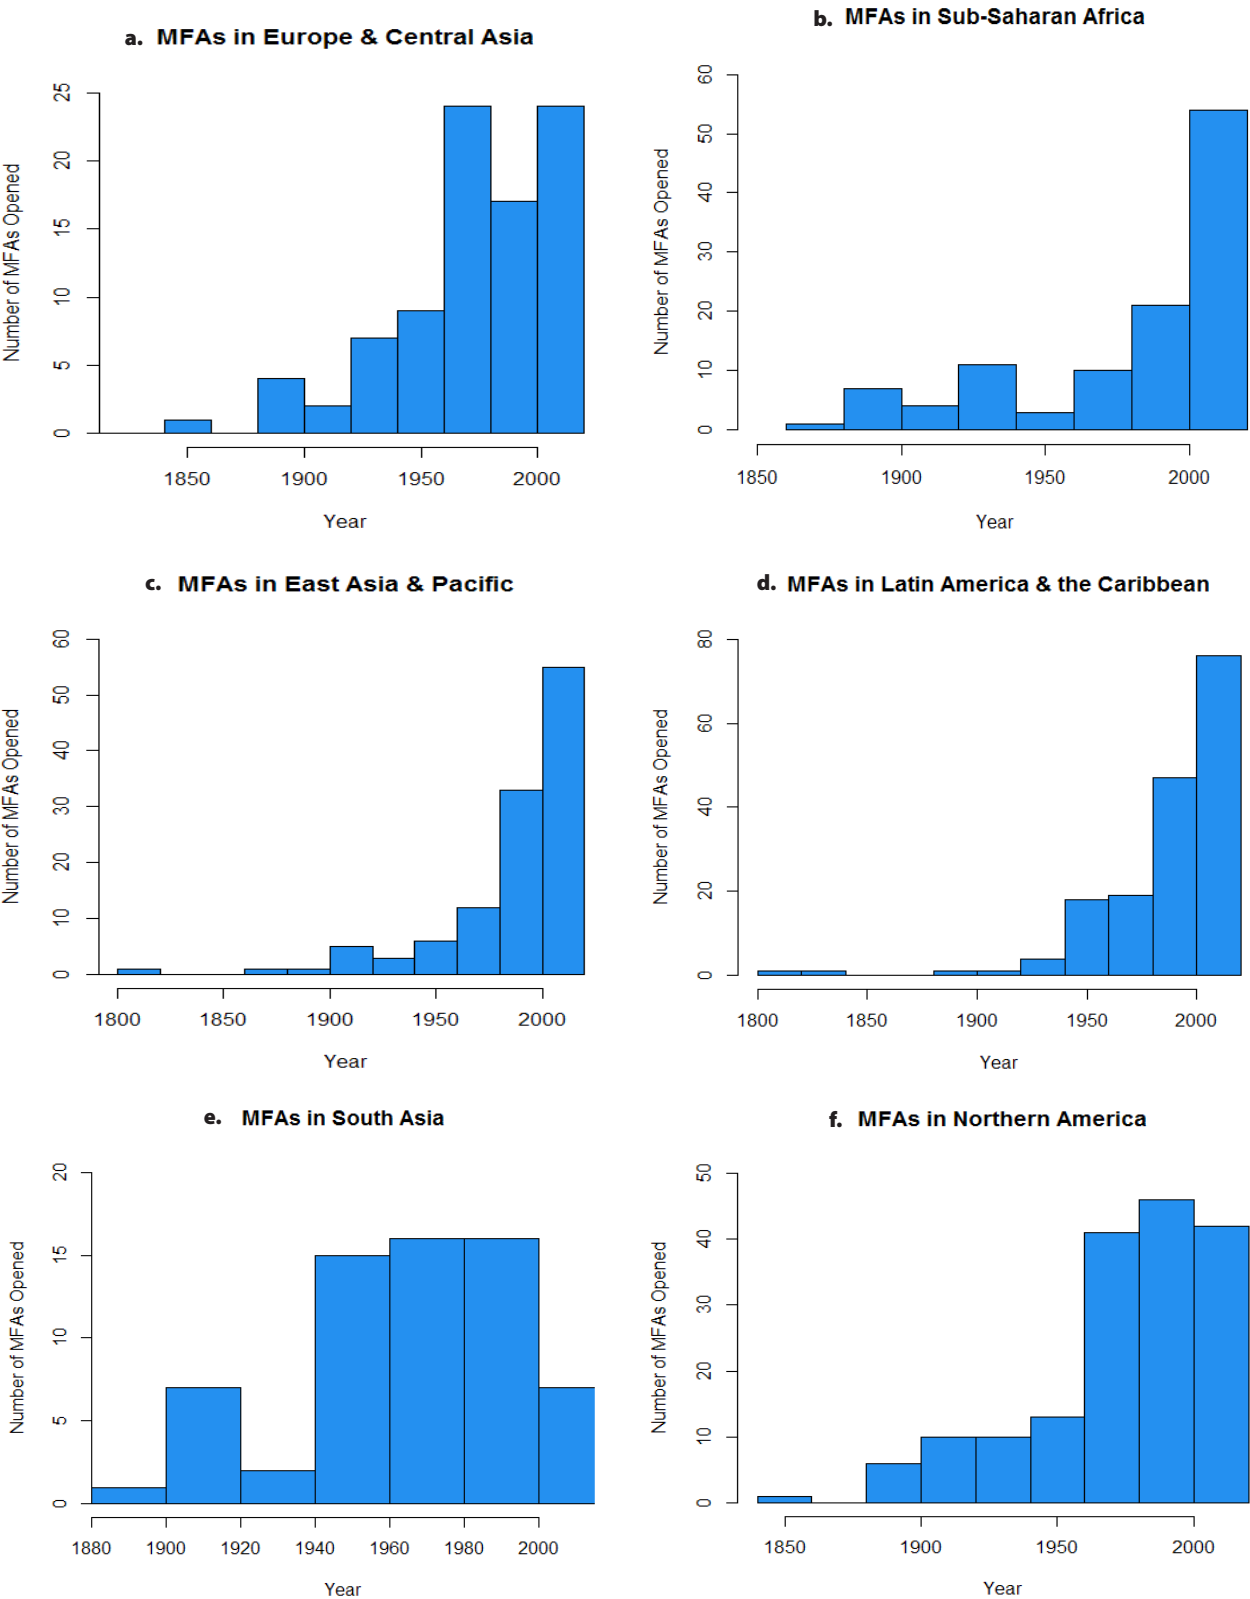 a. MFAs in Europe & Central Asia
Number of MFAs Opened
25
20
15
10
5
0
1850 1900 1950 2000
Year
b. MFAs in Sub-Saharan Africa
Number of MFAs Opened
60
50
40
30
20
10
0
1850 1900 1950 2000
Year
c. MFAs in East Asia & Pacific
Number of MFAs Opened
60
50
40
30
20
10
0
1800 1850 1900 1950 2000
Year
d. MFAs in Latin America & the Caribbean
Number of MFAs Opened
80
60
40
20
0
1800 1850 1900 1950 2000
Year
e. MFAs in South Asia
Number of MFAs Opened
20
15
10
5
0
1880 1900 1920 1940 1960 1980 2000
Year
f. MFAs in Northern America
Number of MFAs Opened
50
40
30
20
10
0
1850 1900 1950 2000
Year